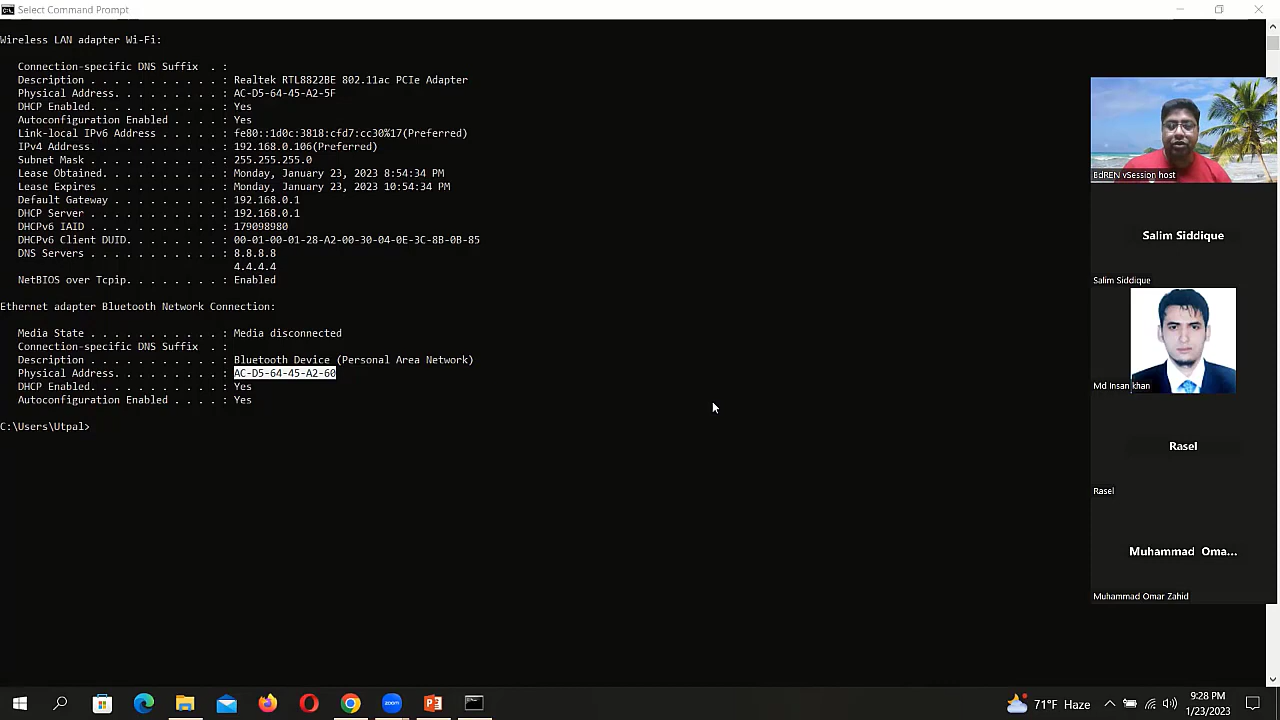 Select Command Prompt
Wireless LAN adapter Wi-Fi:
Connection-specific DNS Suffix . :
Description . . . . . . . . . . . : Realtek RTL8822BE 802.11ac PCIe Adapter
Physical Address. . . . . . . . . : AC-D5-64-45-A2-5F
DHCP Enabled. . . . . . . . . . . : Yes
Autoconfiguration Enabled . . . . : Yes
Link-local IPv6 Address . . . . . : fe80::1d0c:3818:cfd7:cc30%17(Preferred)
IPv4 Address. . . . . . . . . . . : 192.168.0.106(Preferred)
Subnet Mask . . . . . . . . . . . : 255.255.255.0
Lease Obtained. . . . . . . . . . : Monday, January 23, 2023 8:54:34 PM
Lease Expires . . . . . . . . . . : Monday, January 23, 2023 10:54:34 PM
Default Gateway . . . . . . . . . : 192.168.0.1
DHCP Server . . . . . . . . . . . : 192.168.0.1
DHCPv6 IAID . . . . . . . . . . . : 179098980
DHCPv6 Client DUID. . . . . . . . : 00-01-00-01-28-A2-00-30-04-0E-3C-8B-0B-85
DNS Servers . . . . . . . . . . . : 8.8.8.8
4.4.4.4
NetBIOS over Tcpip. . . . . . . . : Enabled
Ethernet adapter Bluetooth Network Connection:
Media State . . . . . . . . . . . : Media disconnected
Connection-specific DNS Suffix . :
Description . . . . . . . . . . . : Bluetooth Device (Personal Area Network)
Physical Address. . . . . . . . . : AC-D5-64-45-A2-60
DHCP Enabled. . . . . . . . . . . : Yes
Autoconfiguration Enabled . . . . : Yes
C:\Users\Utpal>
EdREN vSession host
Salim Siddique
Salim Siddique
Md Insan khan
Rasel
Rasel
Muhammad Oma...
Muhammad Omar Zahid
zoom
71°F Haze
9:28 PM
1/23/2023